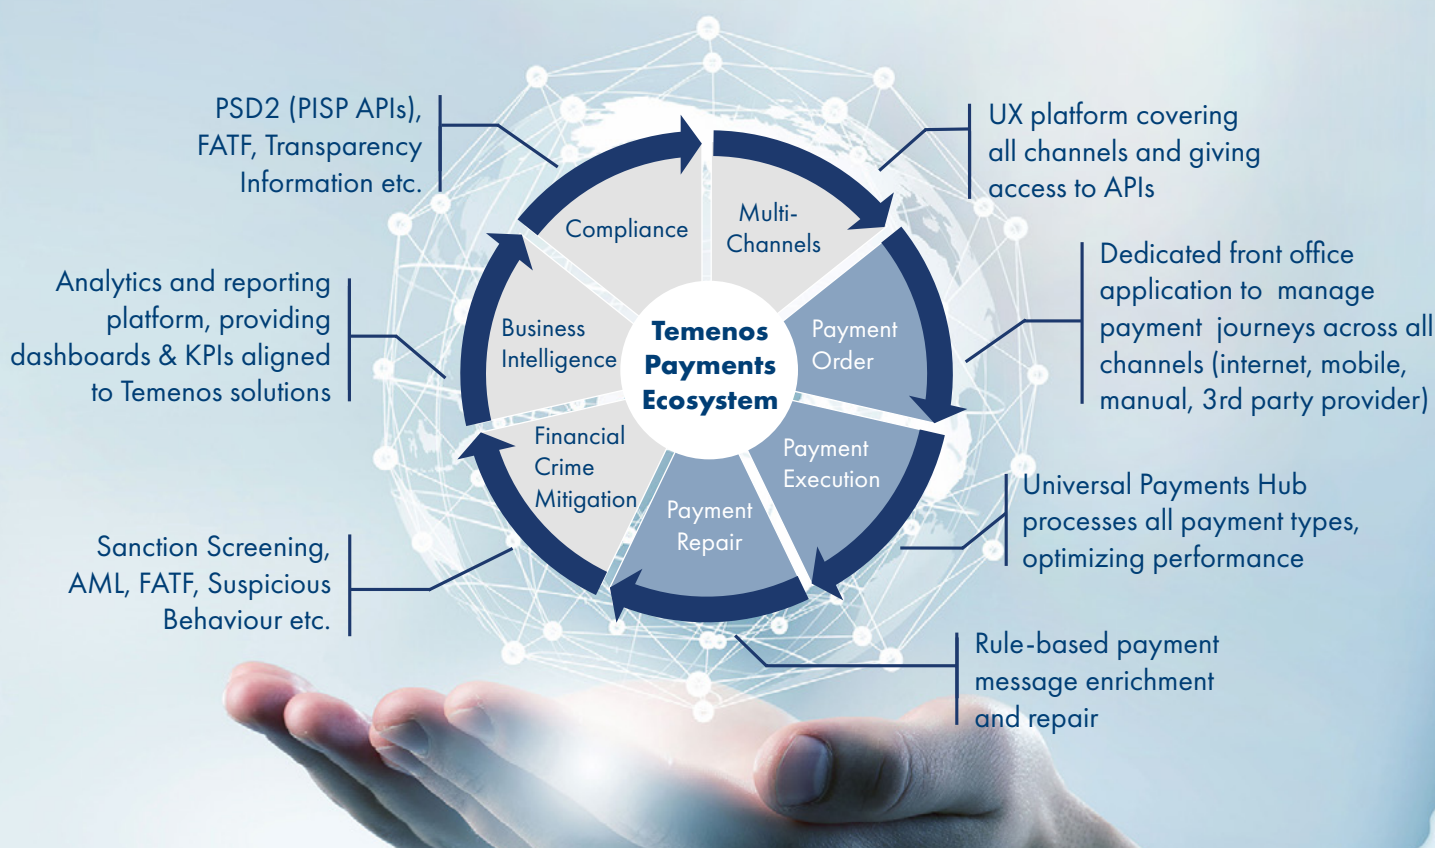 PSD2 (PISP APIs),
FATF, Transparency
Information etc.
UX platform covering
all channels and giving
access to APIs
Compliance
Multi-
Channels
Analytics and reporting
platform, providing
dashboards & KPIs aligned
to Temenos solutions
Business
Intelligence
Temenos
Payments
Ecosystem
Payment
Order
Dedicated front office
application to manage
payment journeys across all
channels (internet, mobile,
manual, 3rd party provider)
Financial
Crime
Mitigation
Payment
Repair
Payment
Execution
Universal Payments Hub
processes all payment types,
optimizing performance
Sanction Screening,
AML, FATF, Suspicious
Behaviour etc.
Rule-based payment
message enrichment
and repair